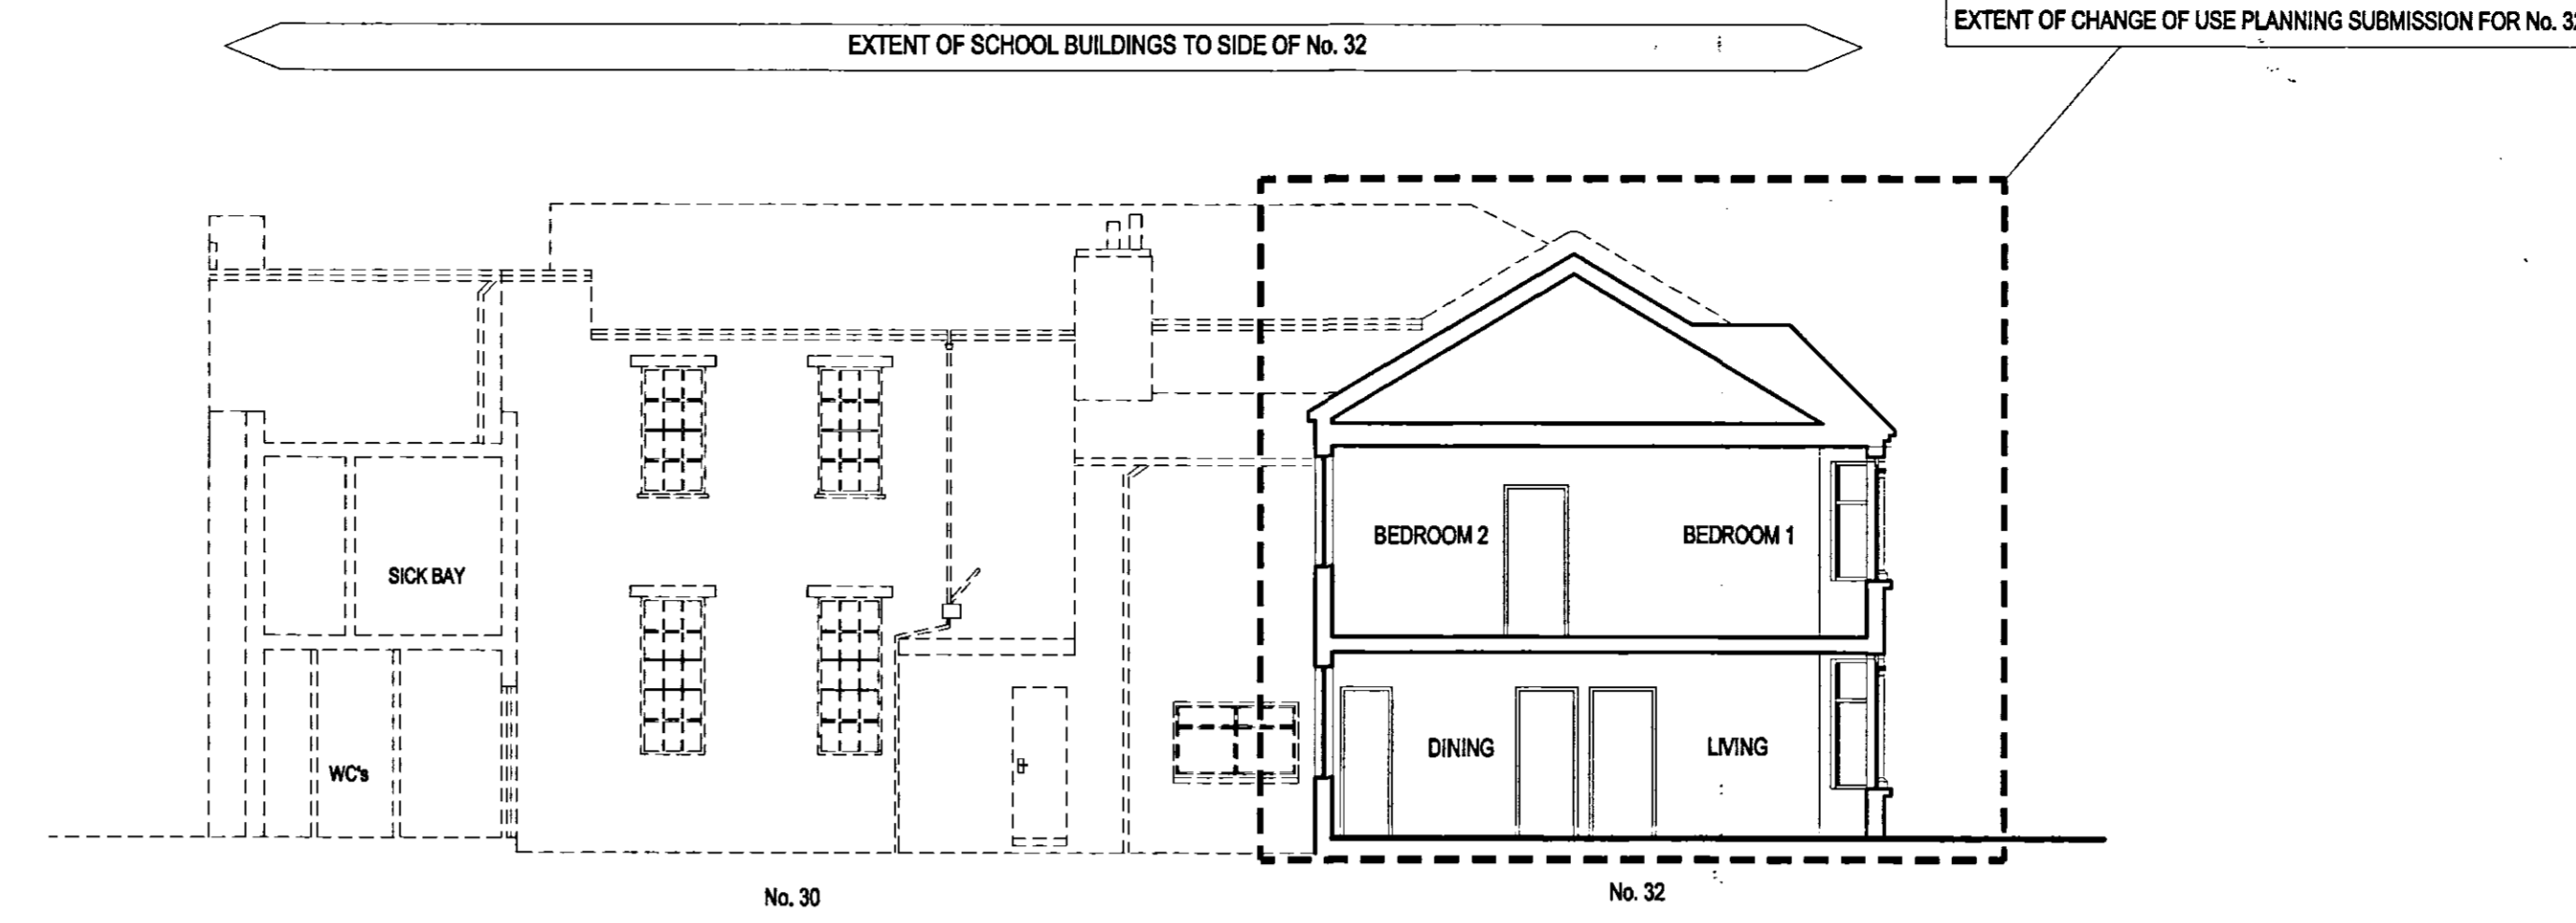 EXTENT OF SCHOOL BUILDINGS TO SIDE OF No. 32
EXTENT OF CHANGE OF USE PLANNING SUBMISSION FOR No. 32
BEDROOM 2
BEDROOM 1
SICK BAY
DINING
LIVING
WC's
No. 30
No. 32